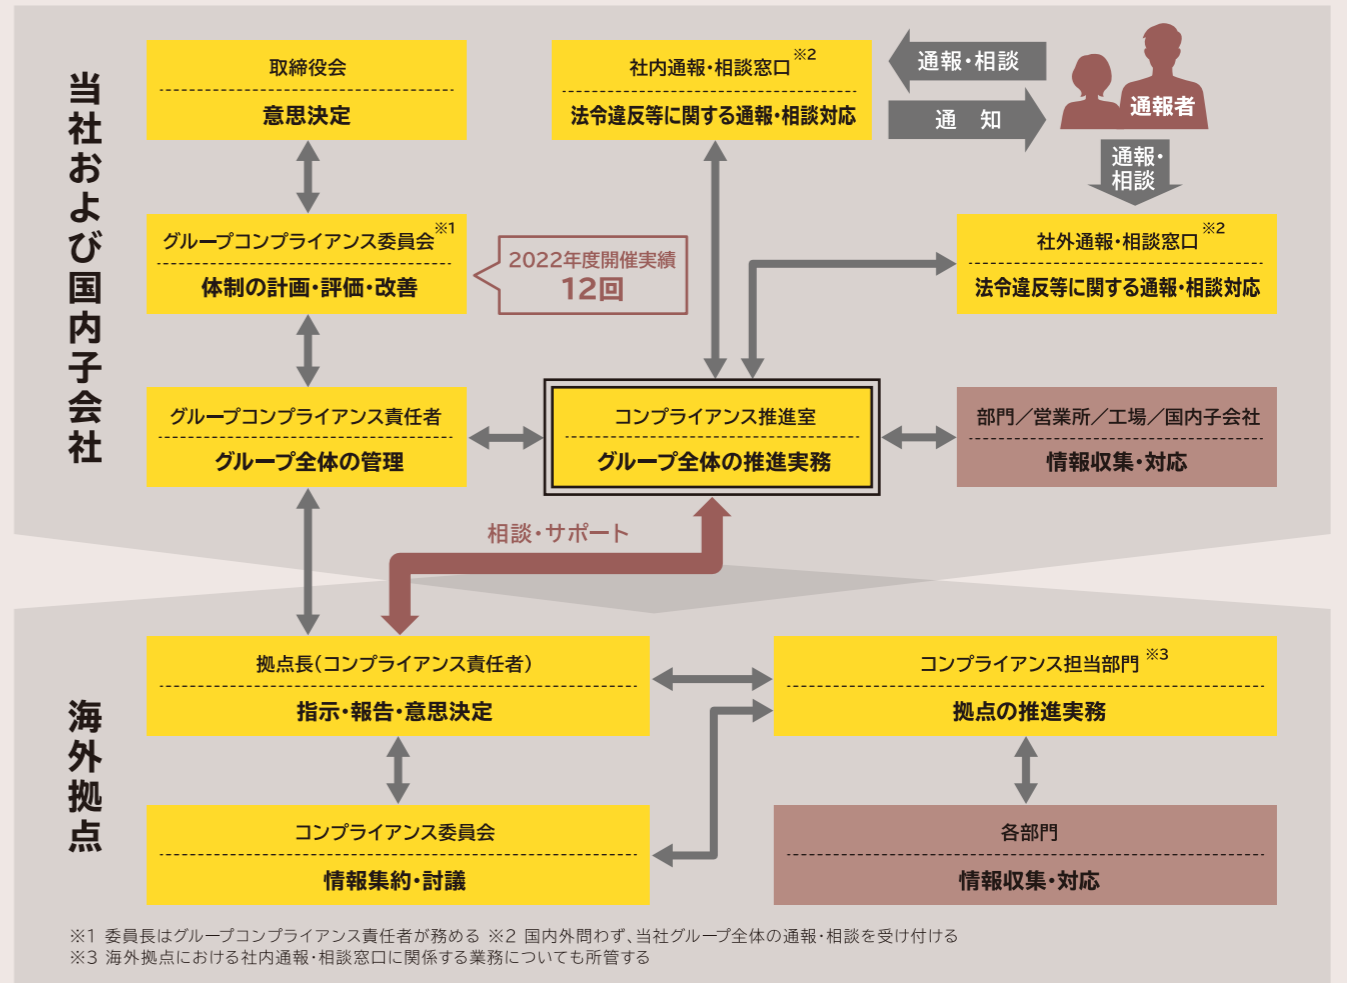 当社および国内子会社
取締役会
意思決定
社内通報・相談窓口※2
法令違反等に関する通報・相談対応
通報・相談
通　知
通報者
通報・
相談
グループコンプライアンス委員会※1
体制の計画・評価・改善
2022年度開催実績
12回
社外通報・相談窓口※2
法令違反等に関する通報・相談対応
グループコンプライアンス責任者
グループ全体の管理
コンプライアンス推進室
グループ全体の推進実務
部門／営業所／工場／国内子会社
情報収集・対応
相談・サポート
海外拠点
拠点長（コンプライアンス責任者）
指示・報告・意思決定
コンプライアンス担当部門※3
拠点の推進実務
コンプライアンス委員会
情報集約・討議
各部門
情報収集・対応
※1 委員長はグループコンプライアンス責任者が務める ※2 国内外問わず、当社グループ全体の通報・相談を受け付ける
※3 海外拠点における社内通報・相談窓口に関係する業務についても所管する